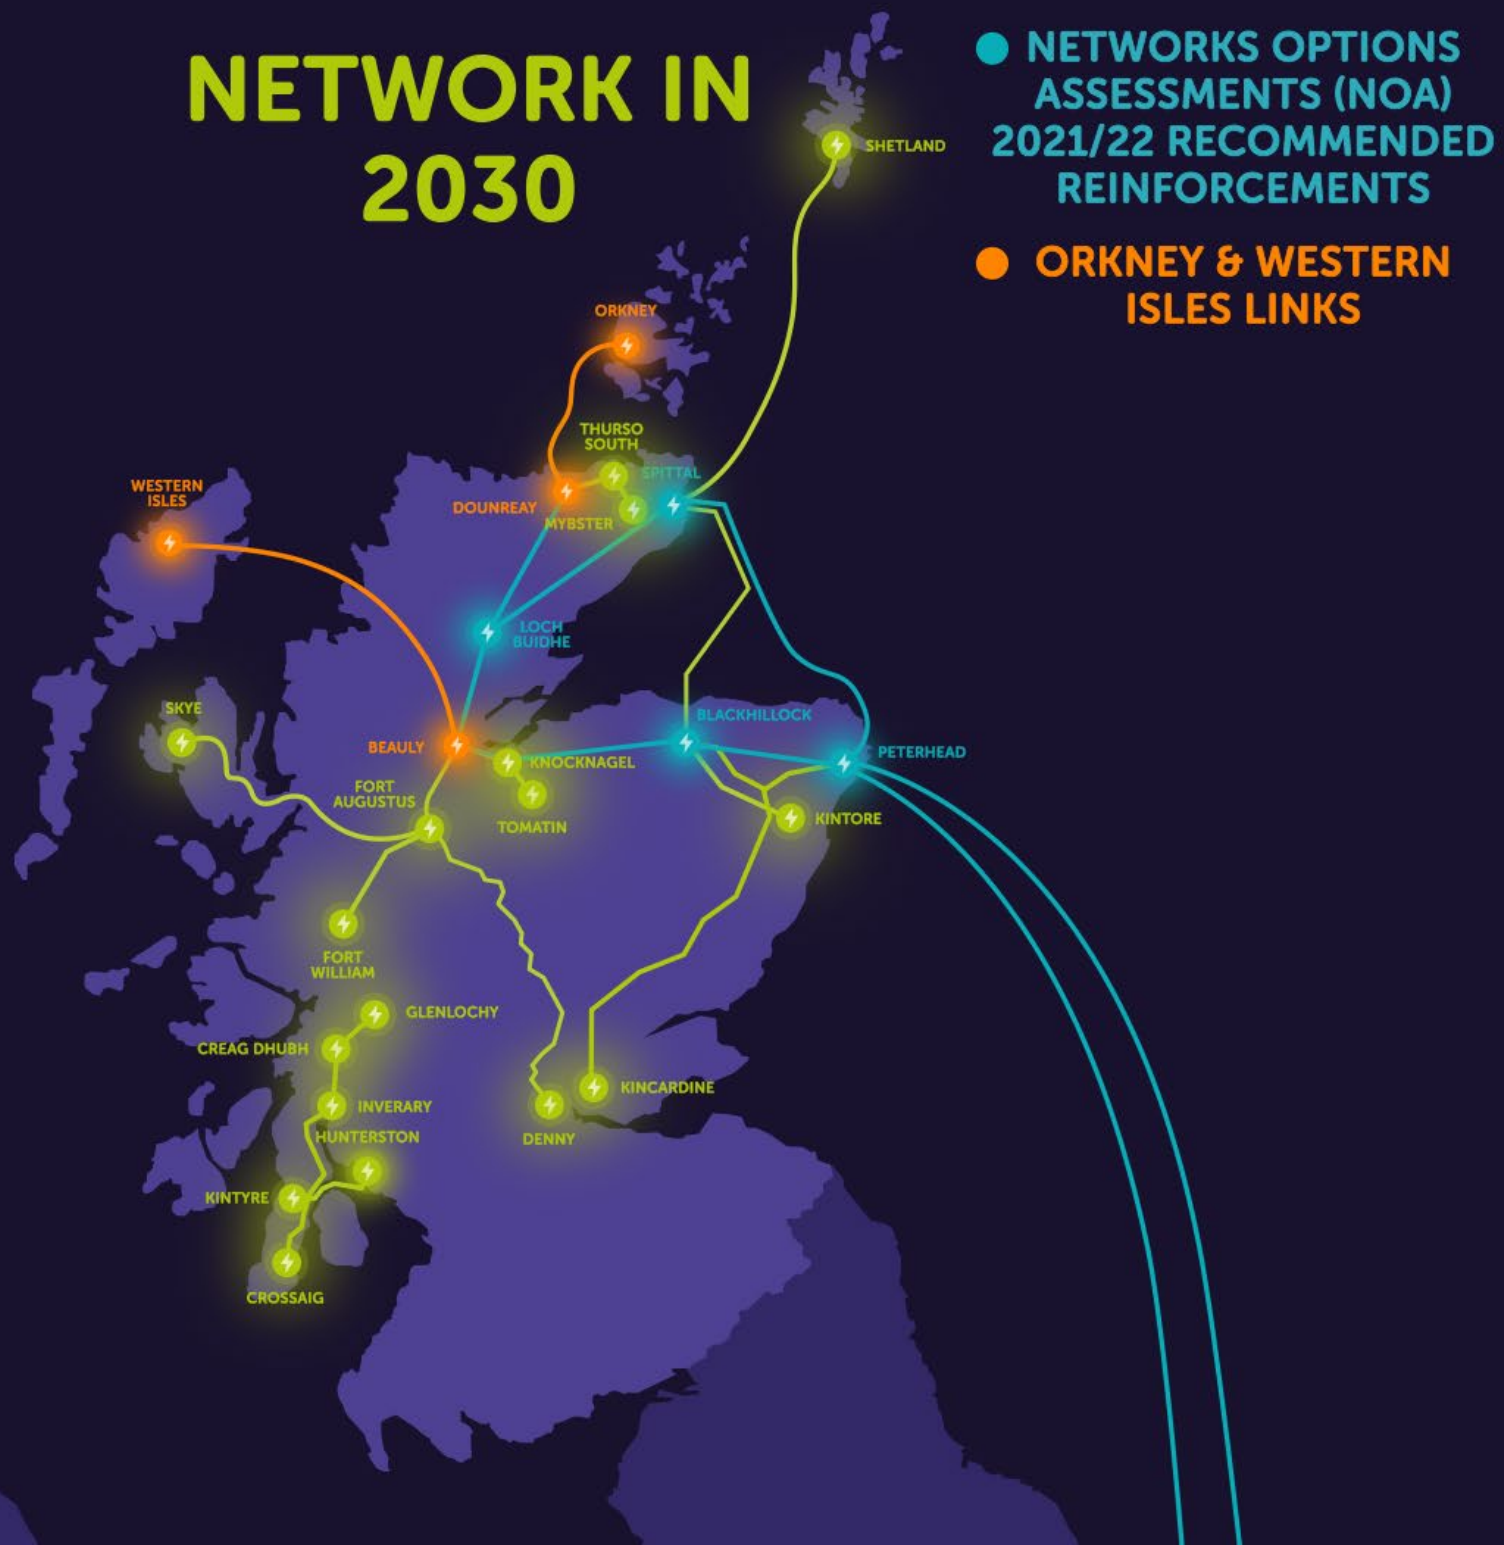 NETWORK IN
2030
NETWORKS OPTIONS
ASSESSMENTS (NOA)
2021/22 RECOMMENDED
REINFORCEMENTS
ORKNEY & WESTERN
ISLES LINKS
SHETLAND
ORKNEY
THURSO
SOUTH
SPITTAL
WESTERN
ISLES
DOUNREAY
MYBSTER
LOCH
BUIDHE
SKYE
BLACKHILLOCK
BEAULY
PETERHEAD
KNOCKNAGEL
FORT
AUGUSTUS
TOMATIN
KINTORE
FORT
WILLIAM
GLENLOCHY
CREAG DHUBH
KINCARDINE
INVERARY
HUNTERSTON
DENNY
KINTYRE
CROSSAIG